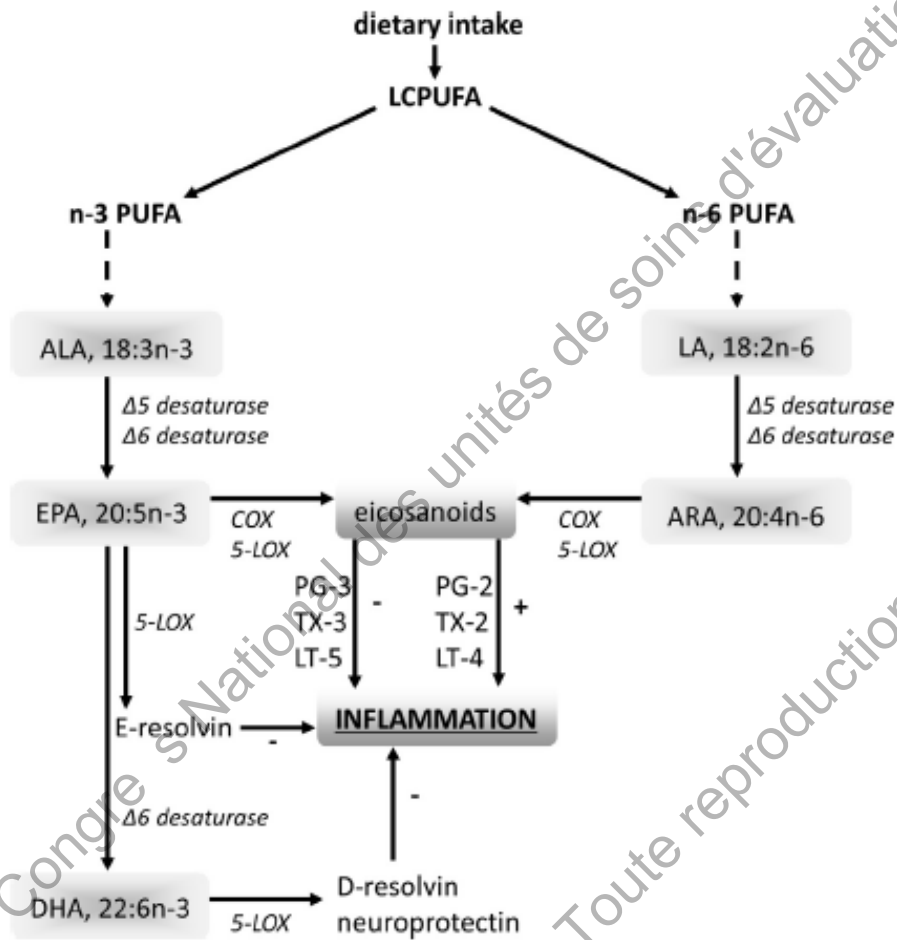 dietary intake
LCPUFA
n-3 PUFA
n-6 PUFA
ALA, 18:3n-3
LA, 18:2n-6
Δ5 desaturase
Δ6 desaturase
Δ5 desaturase
Δ6 desaturase
EPA, 20:5n-3
COX
5-LOX
eicosanoids
COX
5-LOX
ARA, 20:4n-6
PG-3
TX-3
LT-5
-
PG-2
TX-2
LT-4
+
5-LOX
E-resolvin
-
INFLAMMATION
-
Δ6 desaturase
DHA, 22:6n-3
5-LOX
D-resolvin
neuroprotectin
Congre s National des unités de soins d'évaluatio
Toute reproduction